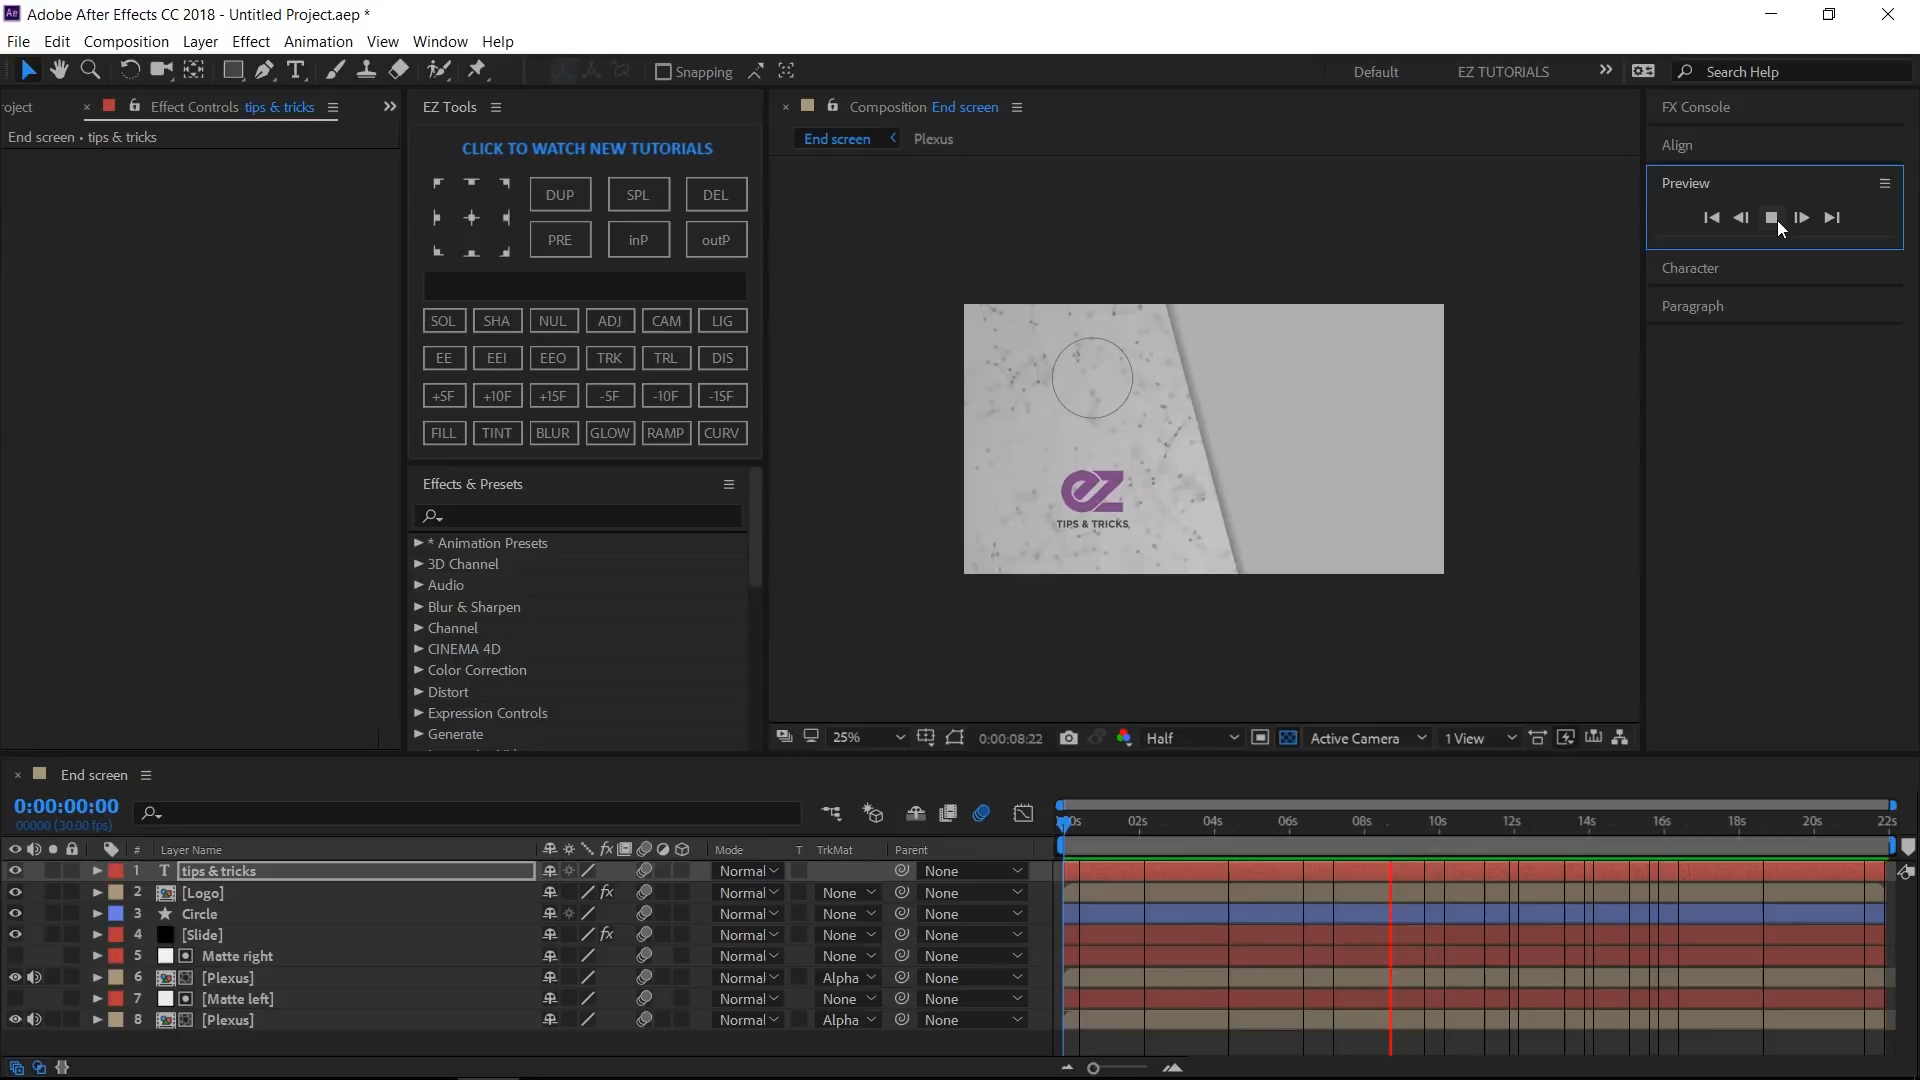 Ae Adobe After Effects CC 2018 - Untitled Project.aep *
File Edit Composition Layer Effect Animation View Window Help
Snapping Default EZ TUTORIALS Search Help
oject Effect Controls tips & tricks
End screen • tips & tricks
EZ Tools
CLICK TO WATCH NEW TUTORIALS
DUP SPL DEL
PRE inP outP
SOL SHA NUL ADJ CAM LIG
EE EEI EEO TRK TRL DIS
+5F +10F +15F -5F -10F -15F
FILL TINT BLUR GLOW RAMP CURV
Effects & Presets
* Animation Presets
3D Channel
Audio
Blur & Sharpen
Channel
CINEMA 4D
Color Correction
Distort
Expression Controls
Generate
Composition End screen
End screen Plexus
ez
TIPS & TRICKS
25% 0:00:08:22 Half Active Camera 1 View
FX Console
Align
Preview
Character
Paragraph
End screen
0:00:00:00
00000 (30.00 fps)
# Layer Name Mode T TrkMat Parent
1 T tips & tricks Normal None
2 [Logo] fx Normal None None
3 Circle Normal None None
4 [Slide] fx Normal None None
5 Matte right Normal None None
6 [Plexus] Normal Alpha None
7 [Matte left] Normal None None
8 [Plexus] Normal Alpha None
0s 02s 04s 06s 08s 10s 12s 14s 16s 18s 20s 22s